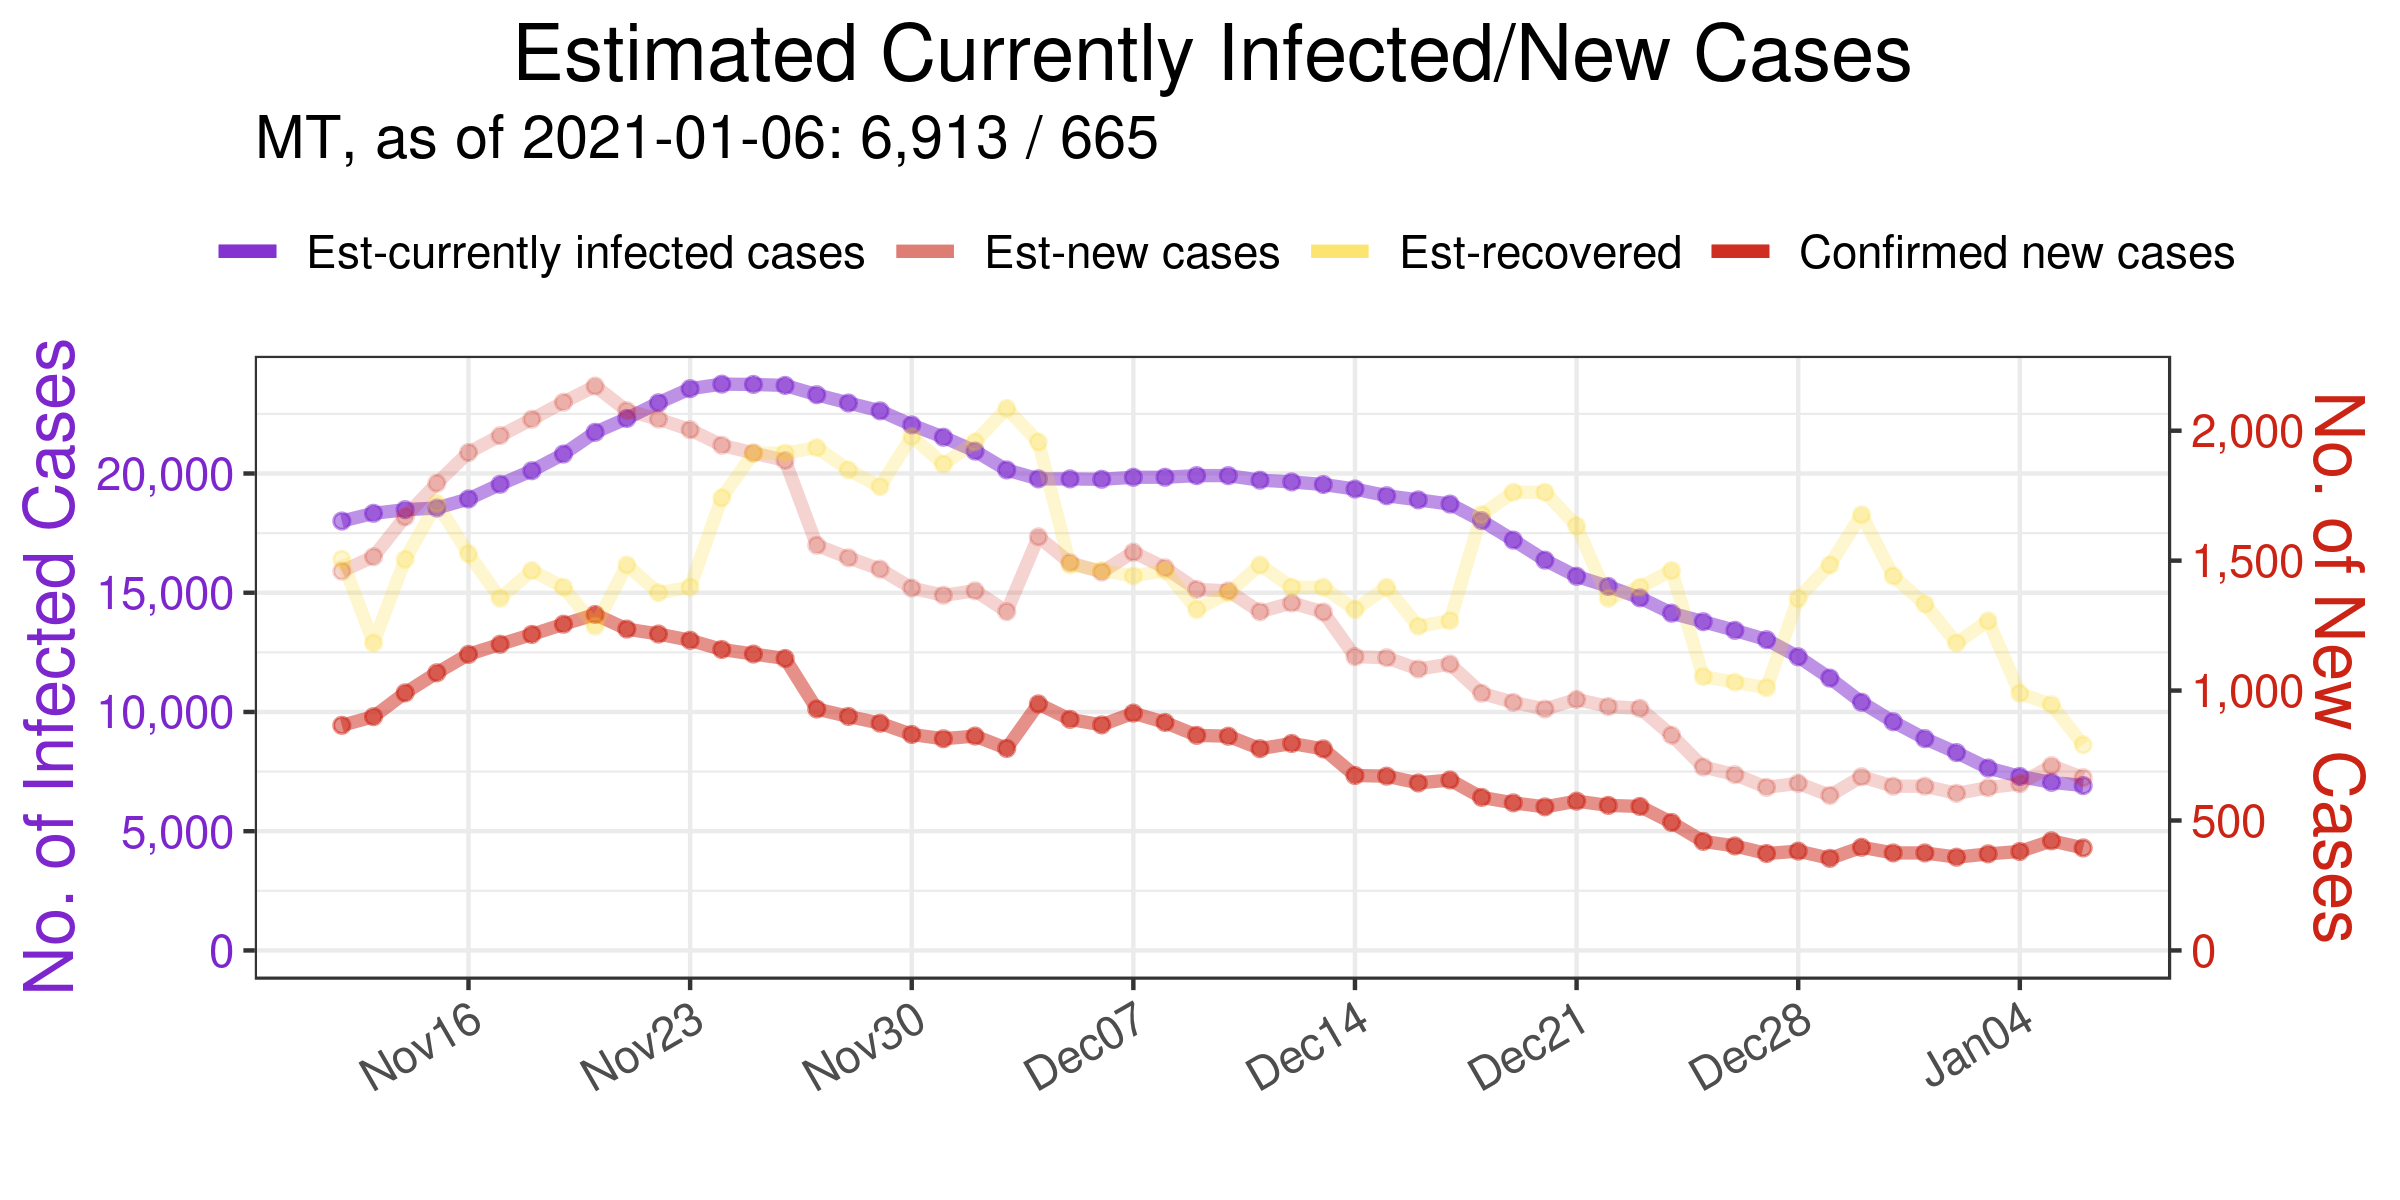 Estimated Currently Infected/New Cases
MT, as of 2021-01-06: 6,913 / 665
Est-currently infected cases Est-new cases Est-recovered Confirmed new cases
No. of Infected Cases
20,000
15,000
10,000
5,000
0
2,000
1,500
1,000
500
0
No. of New Cases
Nov16 Nov23 Nov30 Dec07 Dec14 Dec21 Dec28 Jan04